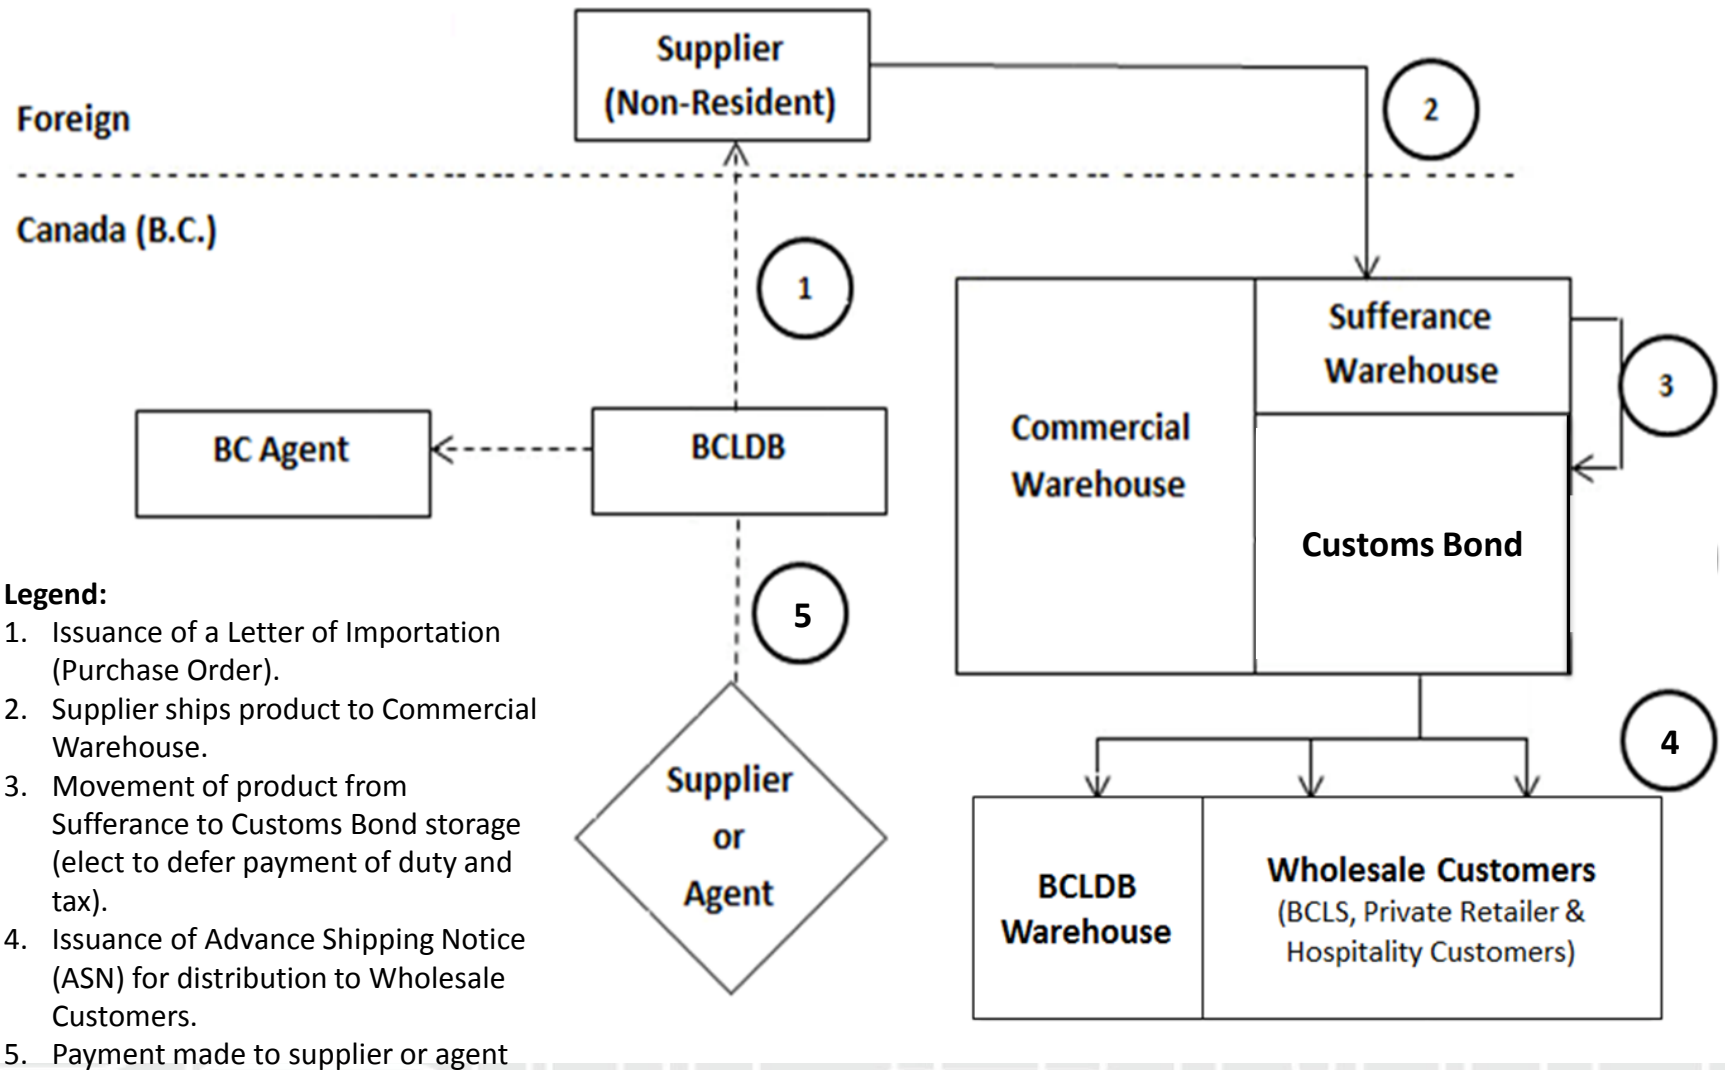 Supplier
(Non-Resident)
2
Foreign
Canada (B.C.)
1
Sufferance
Warehouse
3
Commercial
Warehouse
BC Agent
BCLDB
Customs Bond
5
Legend:
1. Issuance of a Letter of Importation
(Purchase Order).
2. Supplier ships product to Commercial
Warehouse.
3. Movement of product from
Sufferance to Customs Bond storage
(elect to defer payment of duty and
tax).
4. Issuance of Advance Shipping Notice
(ASN) for distribution to Wholesale
Customers.
5. Payment made to supplier or agent
Supplier
or
Agent
4
BCLDB
Warehouse
Wholesale Customers
(BCLS, Private Retailer &
Hospitality Customers)